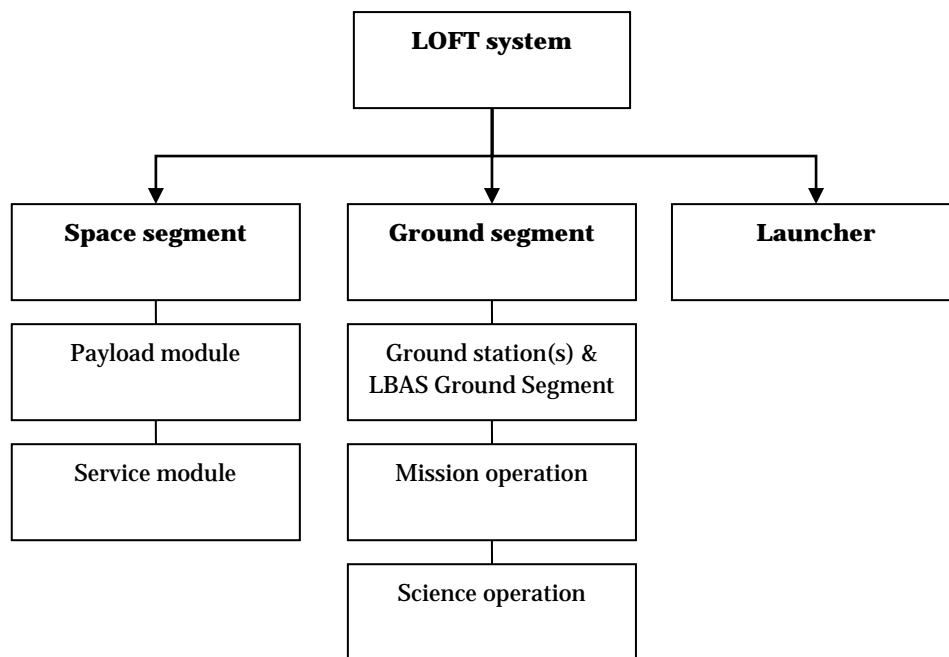 LOFT system
Space segment
Ground segment
Launcher
Payload module
Ground station(s) &
LBAS Ground Segment
Service module
Mission operation
Science operation